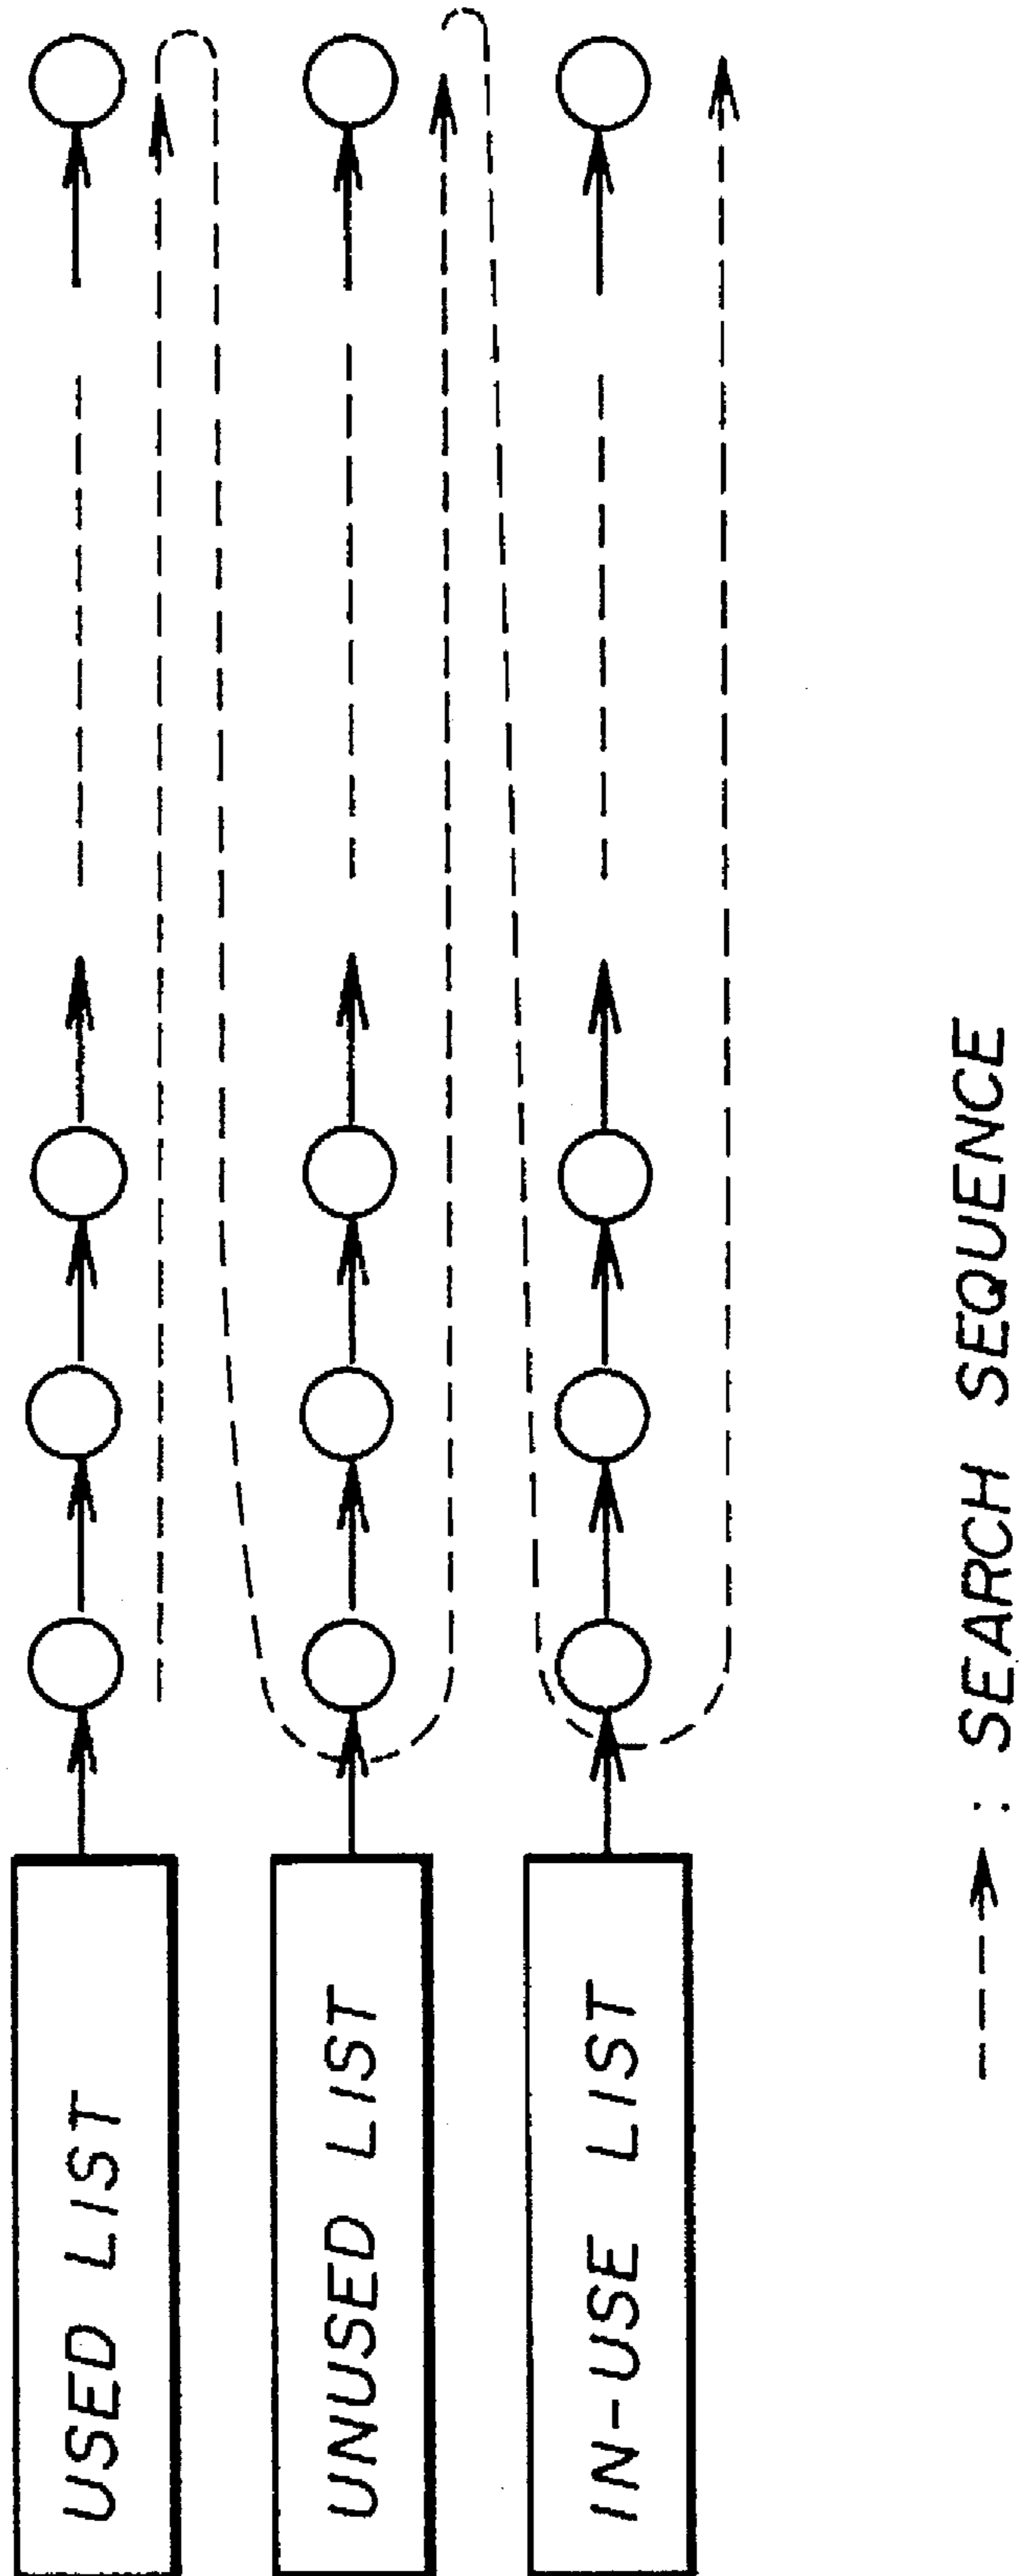 USED LIST
UNUSED LIST
IN-USE LIST
: SEARCH SEQUENCE